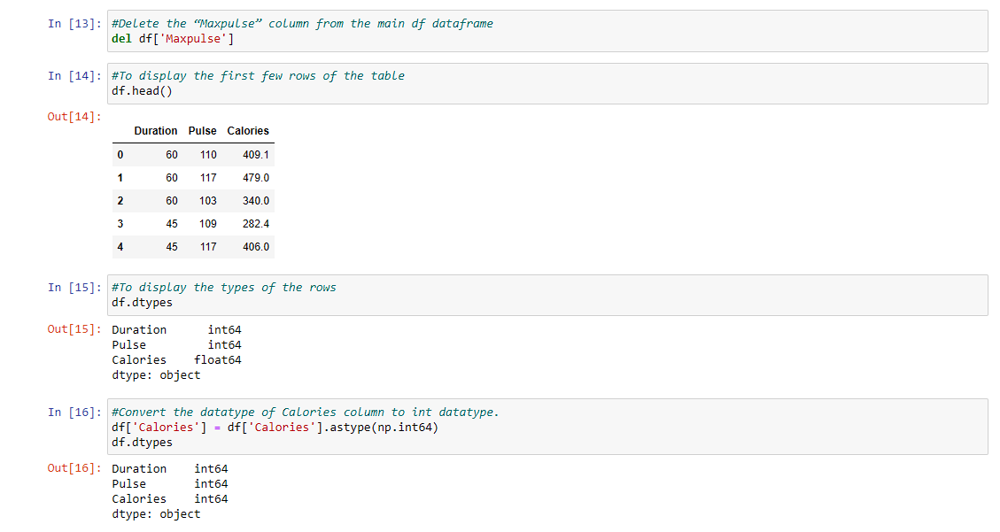 In [13]: #Delete the “Maxpulse” column from the main df dataframe
del df['Maxpulse']
In [14]: #To display the first few rows of the table
df.head()
Out[14]:
Duration Pulse Calories
0 60 110 409.1
1 60 117 479.0
2 60 103 340.0
3 45 109 282.4
4 45 117 406.0
In [15]: #To display the types of the rows
df.dtypes
Out[15]: Duration int64
Pulse int64
Calories float64
dtype: object
In [16]: #Convert the datatype of Calories column to int datatype.
df['Calories'] = df['Calories'].astype(np.int64)
df.dtypes
Out[16]: Duration int64
Pulse int64
Calories int64
dtype: object